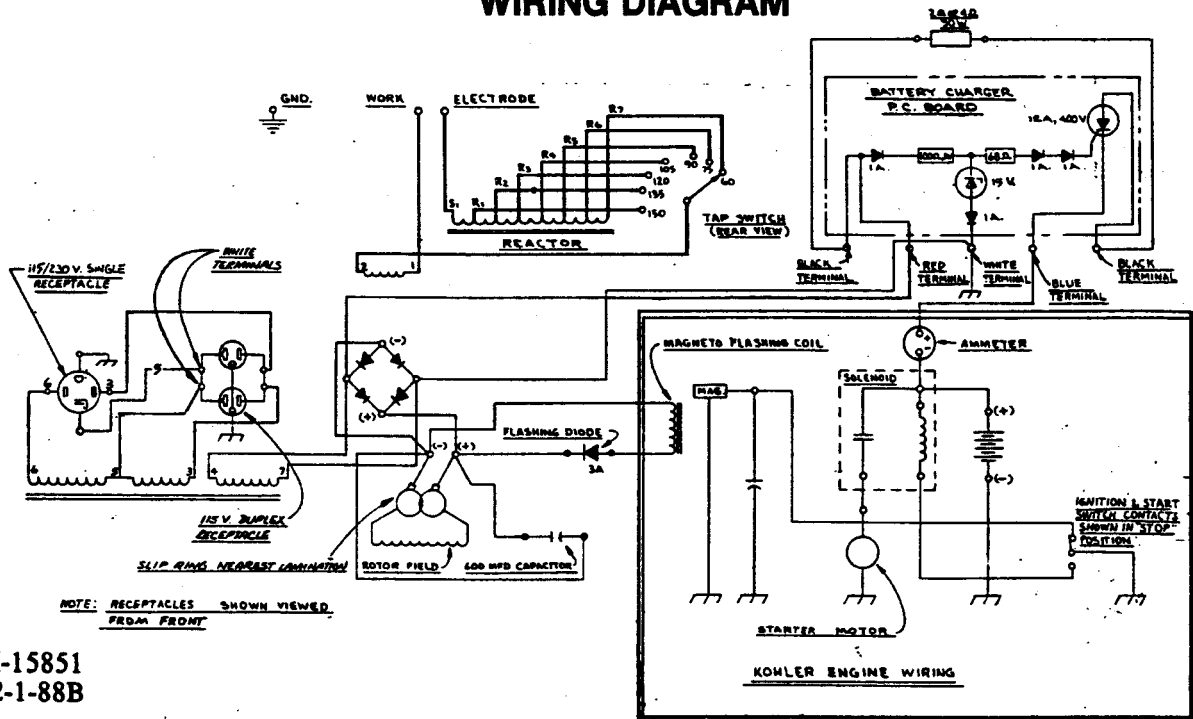 WIRING DIAGRAM
20W
GND.
WORK
ELECTRODE
BATTERY CHARGER
P.C. BOARD
12A, 400V
R7
R6
R5
R4
R3
R2
R1
S1
105
90
75
60
120
135
150
TAP SWITCH
(REAR VIEW)
REACTOR
1A.
68Ω
1A.
1A.
15 V.
1A.
2
1
BLACK
TERMINAL
RED
TERMINAL
WHITE
TERMINAL
BLUE
TERMINAL
BLACK
TERMINAL
WHITE
TERMINALS
115/230 V. SINGLE
RECEPTACLE
6
3
5
(-)
(+)
MAGNETO FLASHING COIL
MAG.
AMMETER
+
-
SOLENOID
(+)
(-)
FLASHING DIODE
3A
(-)
(+)
6
5
3
4
7
115 V. DUPLEX
RECEPTACLE
SLIP RING NEAREST LAMINATION
ROTOR FIELD
600 MFD CAPACITOR
IGNITION & START
SWITCH CONTACTS
SHOWN IN "STOP"
POSITION
STARTER MOTOR
NOTE: RECEPTACLES SHOWN VIEWED
FROM FRONT
KOHLER ENGINE WIRING
-15851
-1-88B